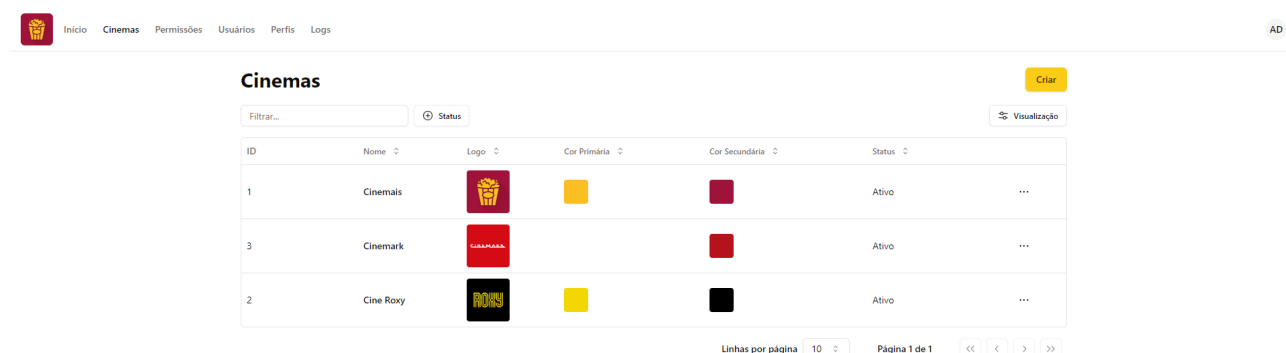 Início Cinemas Permissões Usuários Perfis Logs AD
Cinemas Criar
Filtrar... Status Visualização
ID Nome Logo Cor Primária Cor Secundária Status
1 Cinemais Ativo ...
3 Cinemark CINEMARK Ativo ...
2 Cine Roxy ROXY Ativo ...
Linhas por página 10 Página 1 de 1